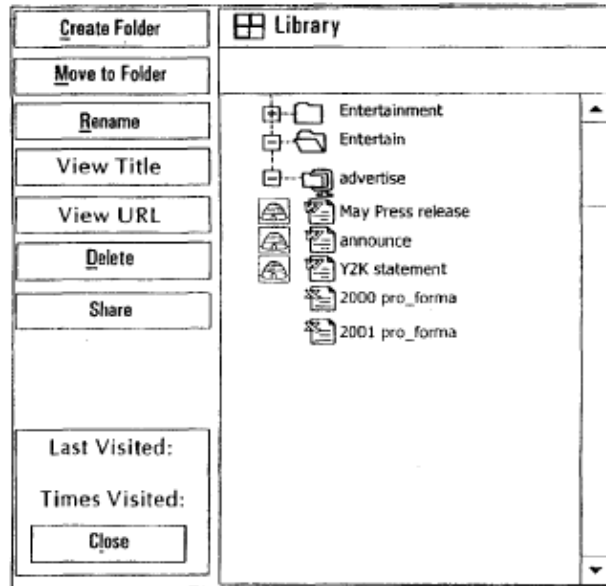 Create Folder
Move to Folder
Rename
View Title
View URL
Delete
Share
Last Visited:
Times Visited:
Close
Library
Entertainment
Entertain
advertise
May Press release
announce
Y2K statement
2000 pro_forma
2001 pro_forma